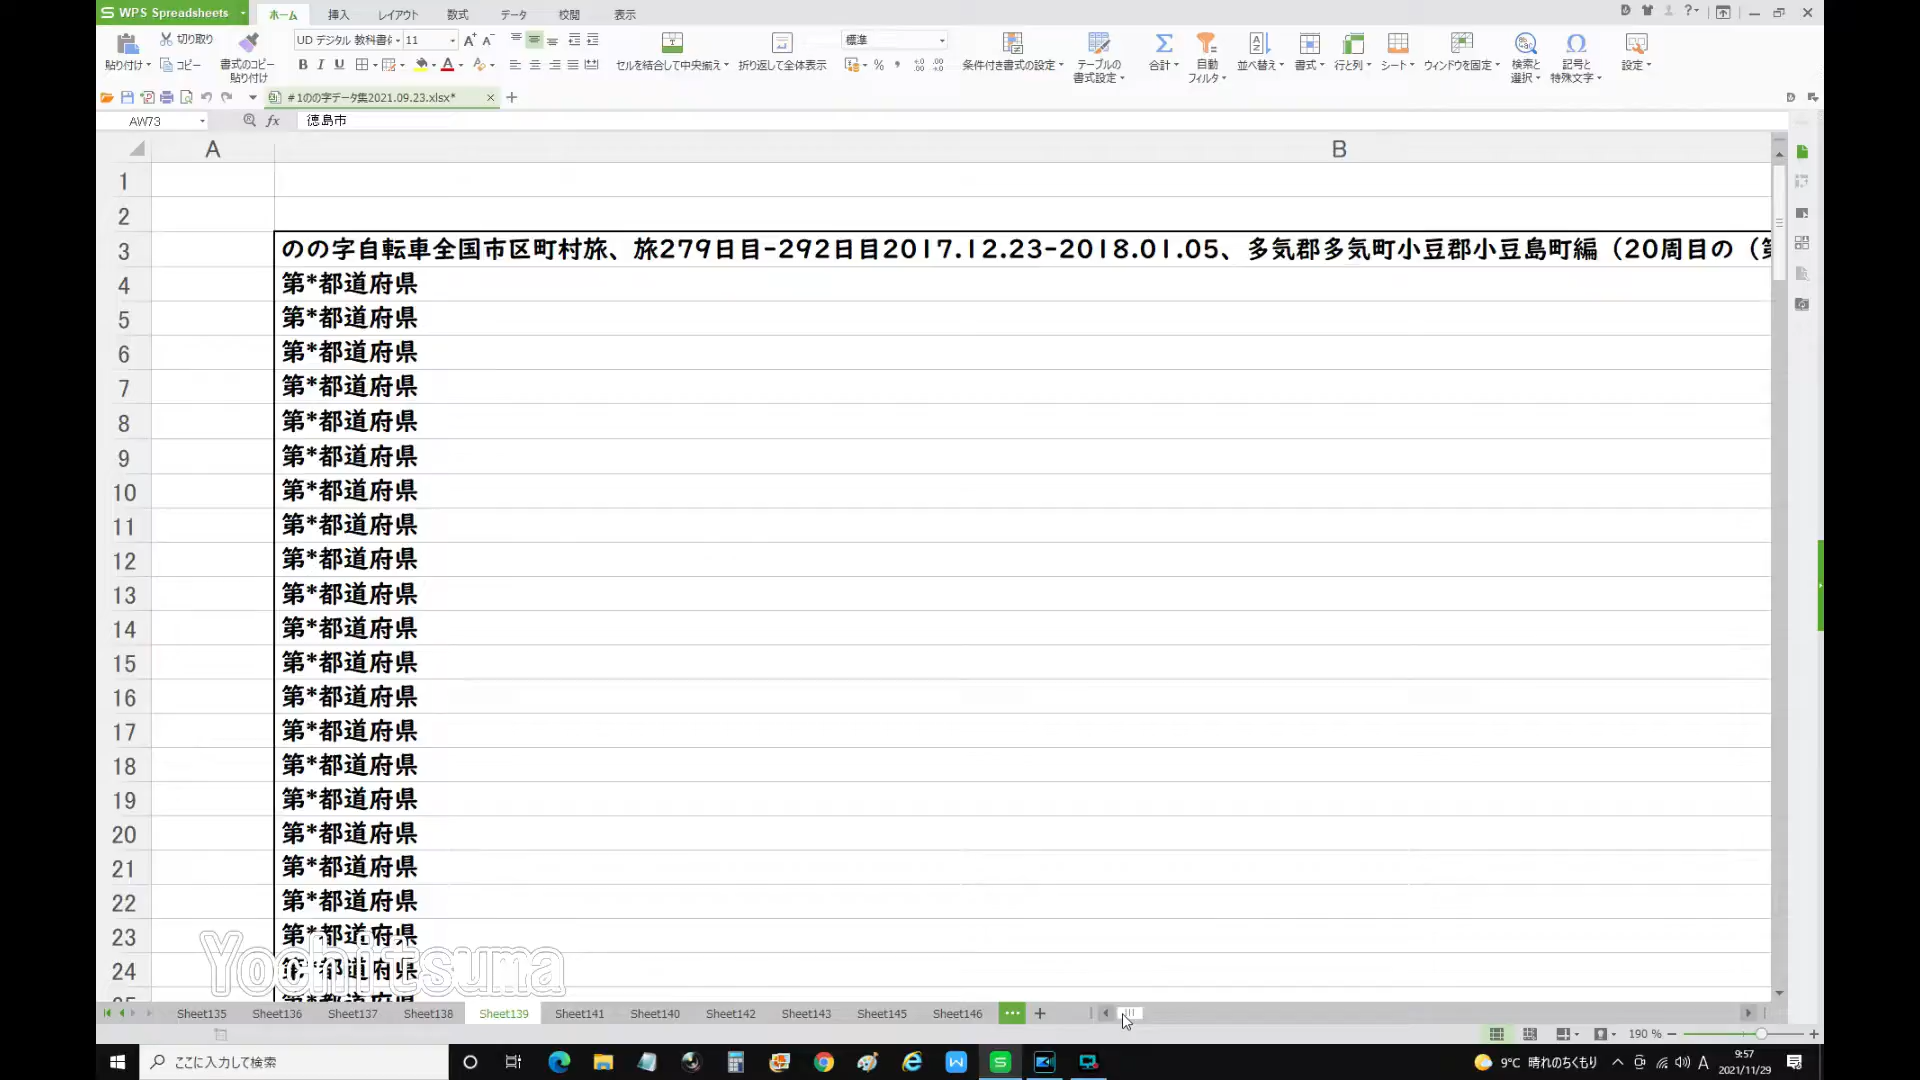 WPS Spreadsheets
ホーム 挿入 レイアウト 数式 データ 校閲 表示
貼り付け 切り取り コピー 書式のコピー 貼り付け
UD デジタル 教科書 11
B I U A
セルを結合して中央揃え 折り返して全体表示
標準
%
条件付き書式の設定 テーブルの書式設定 合計 自動フィルタ 並べ替え 書式 行と列 シート ウィンドウを固定 検索と選択 記号と特殊文字 設定
#1のの字データ集2021.09.23.xlsx*
AW73 fx 徳島市
A B
1
2
3 のの字自転車全国市区町村旅、旅279日目-292日目2017.12.23-2018.01.05、多気郡多気町小豆郡小豆島町編（20周目の（
4 第*都道府県
5 第*都道府県
6 第*都道府県
7 第*都道府県
8 第*都道府県
9 第*都道府県
10 第*都道府県
11 第*都道府県
12 第*都道府県
13 第*都道府県
14 第*都道府県
15 第*都道府県
16 第*都道府県
17 第*都道府県
18 第*都道府県
19 第*都道府県
20 第*都道府県
21 第*都道府県
22 第*都道府県
23 第*都道府県
24 第*都道府県
Yochitsuma
Sheet135 Sheet136 Sheet137 Sheet138 Sheet139 Sheet141 Sheet140 Sheet142 Sheet143 Sheet145 Sheet146
190 %
ここに入力して検索
9°C 晴れのちくもり A 9:57
2021/11/29